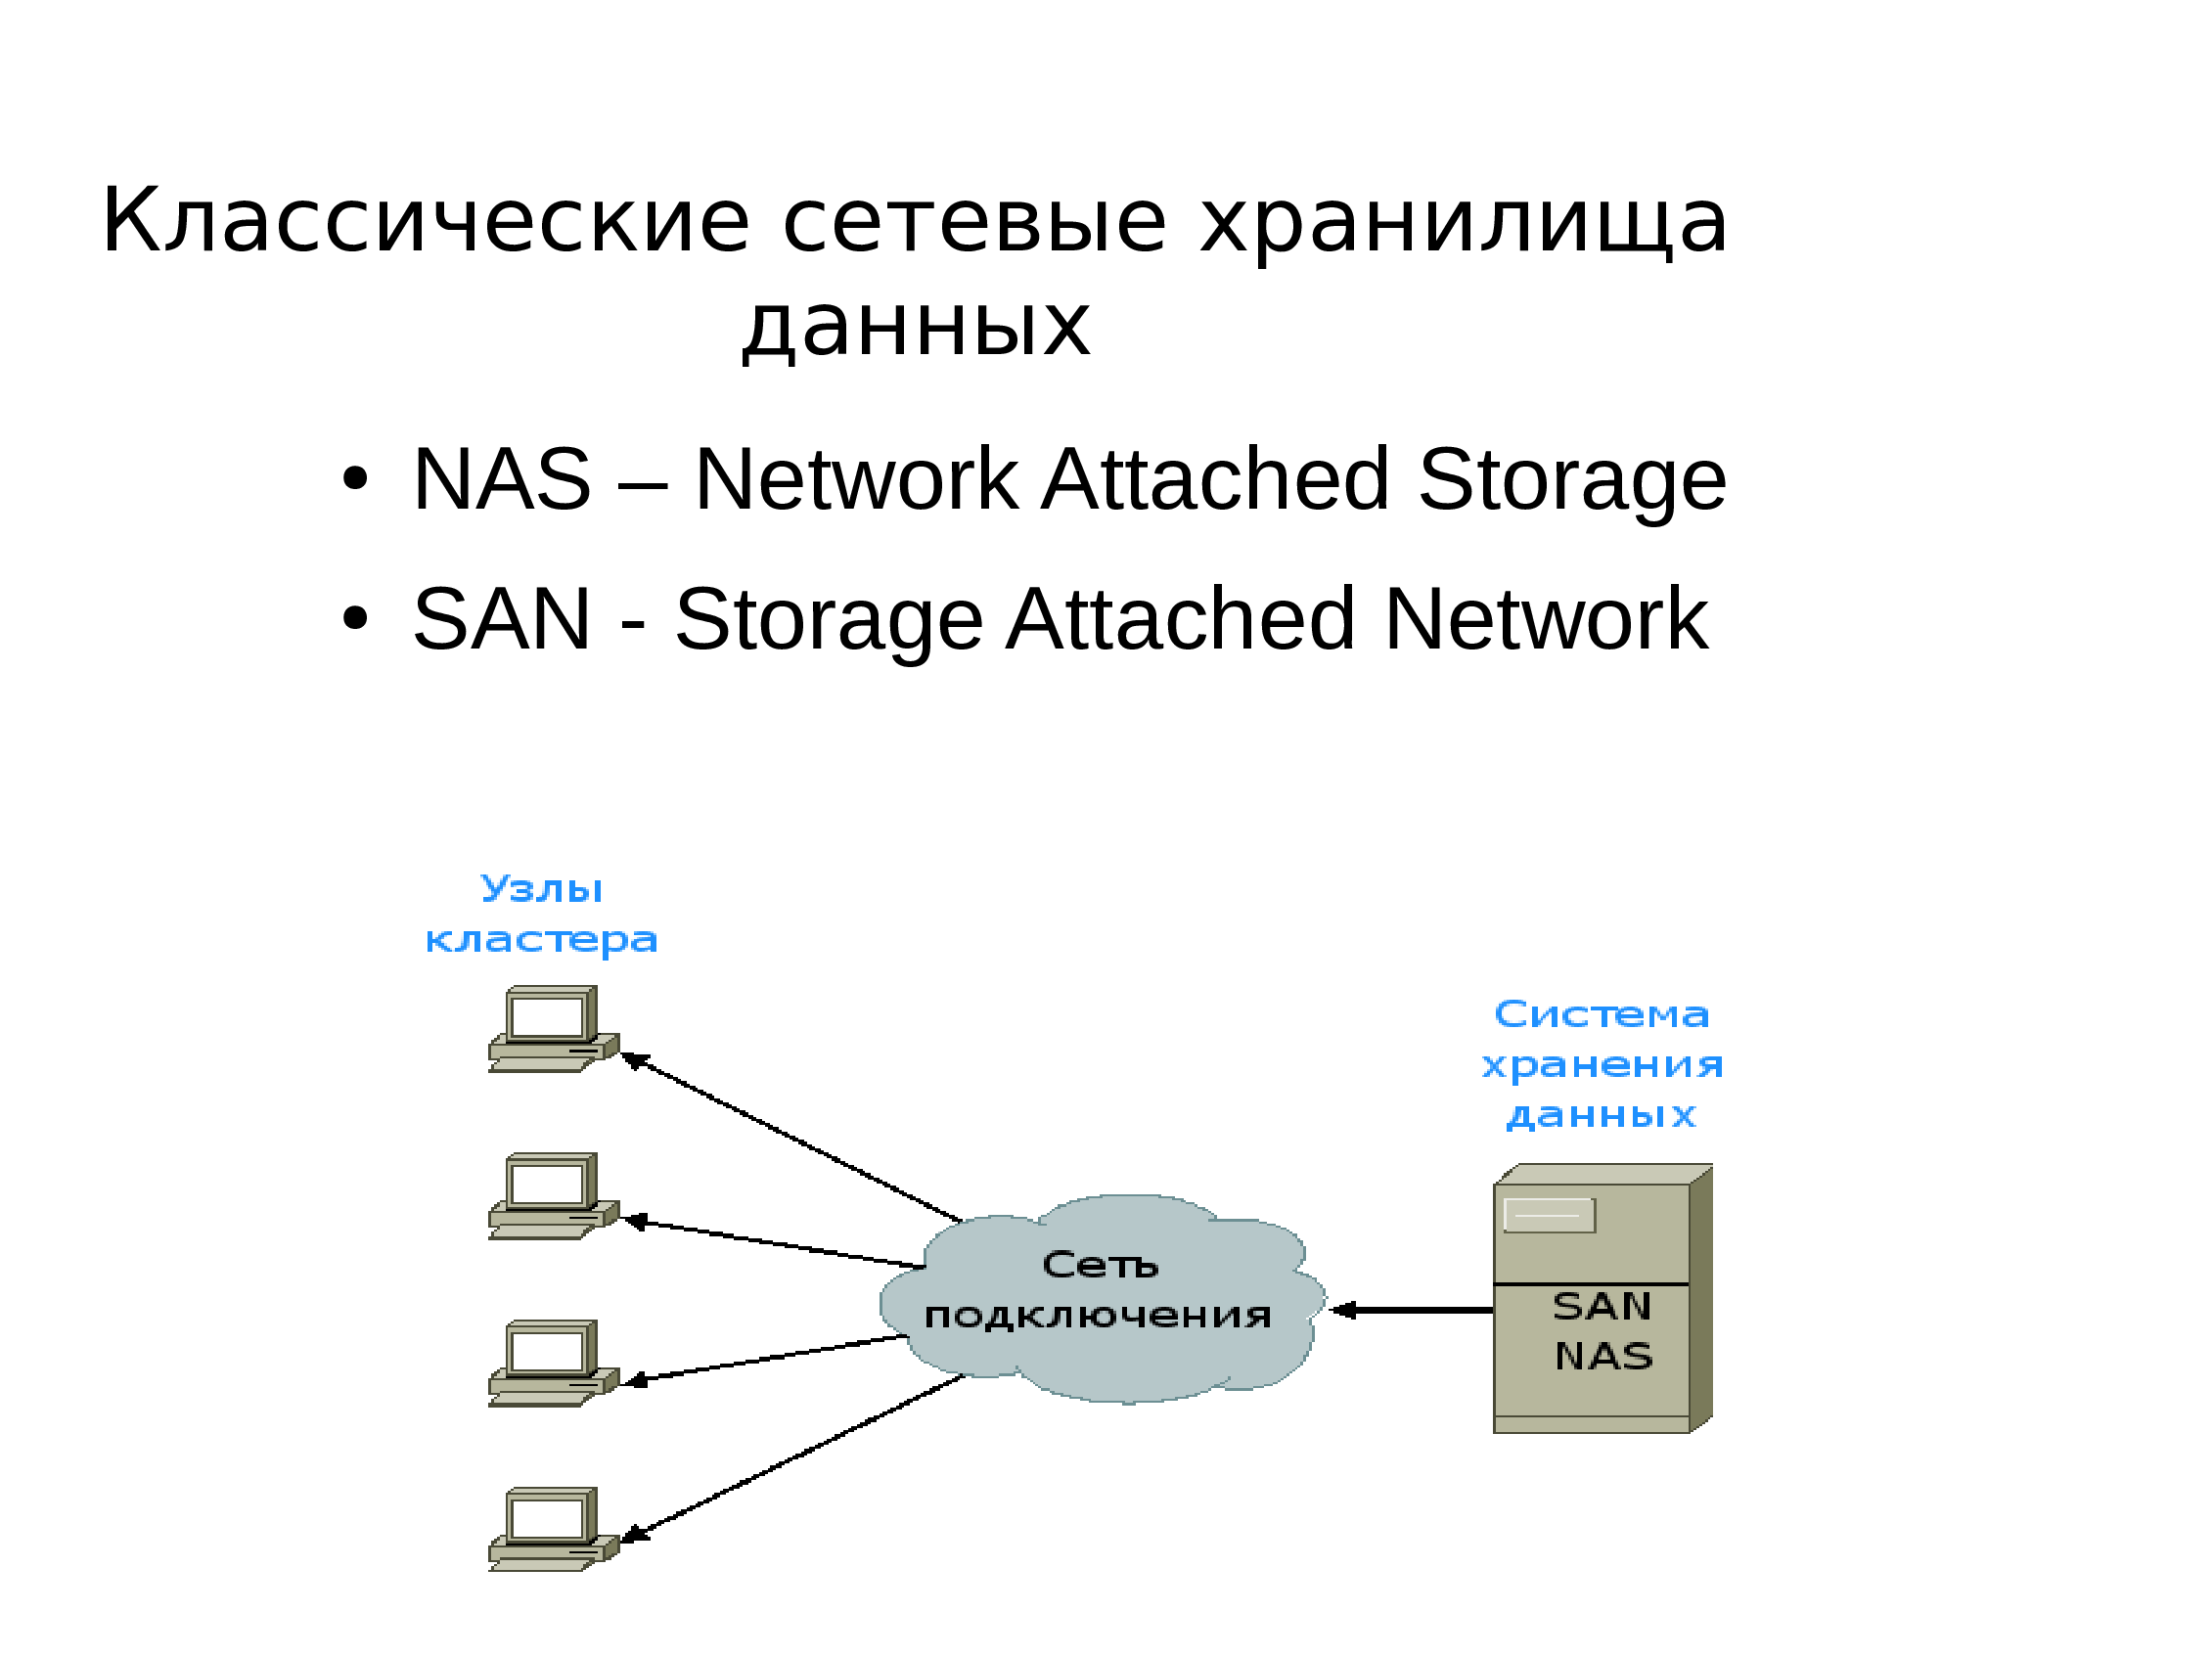 Классические сетевые хранилища
данных
• NAS – Network Attached Storage
• SAN - Storage Attached Network
Узлы
кластера
Система
хранения
данных
Сеть
подключения
SAN
NAS